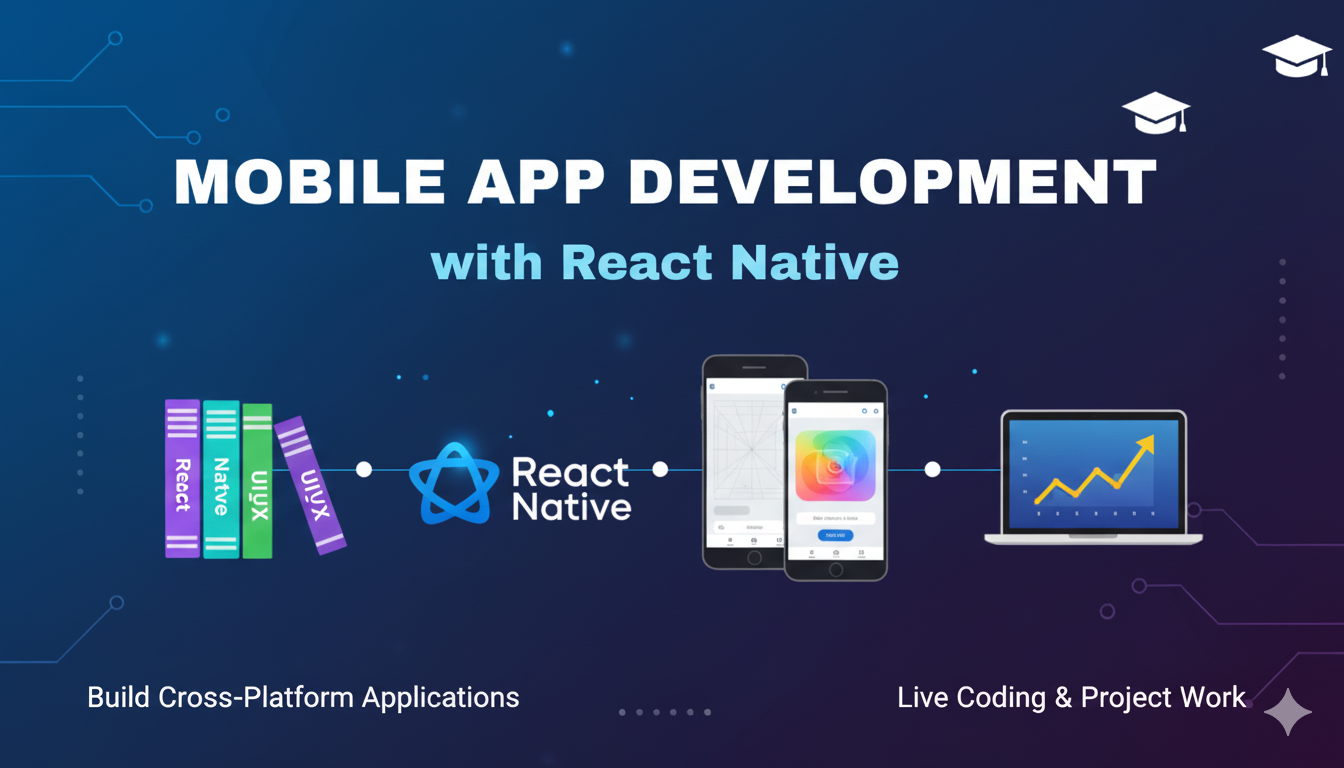 MOBILE APP DEVELOPMENT
with React Native
React
Natve
UIUX
UIUX
React
Native
Build Cross-Platform Applications
Live Coding & Project Work